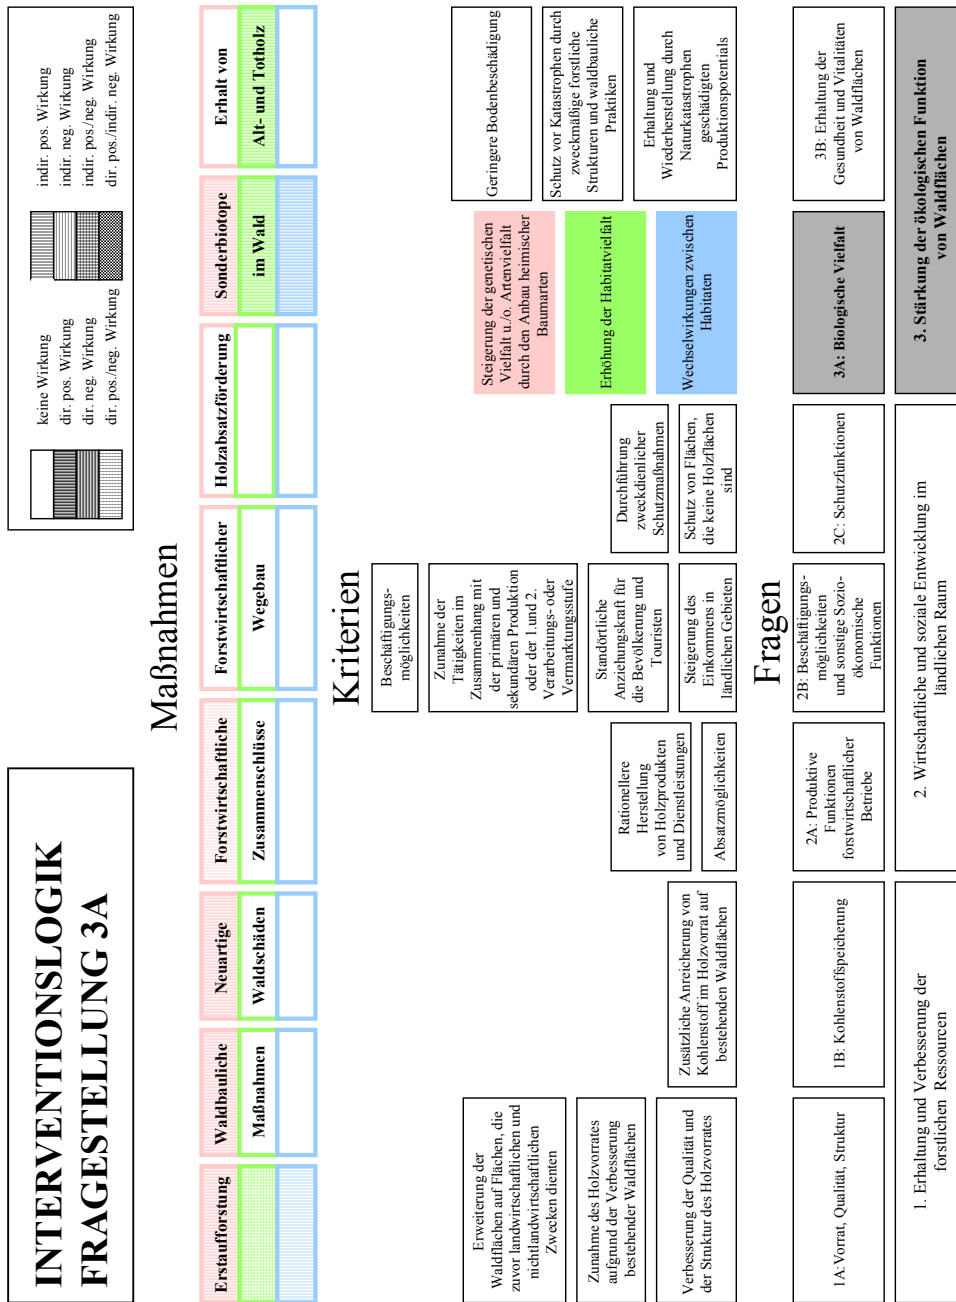 INTERVENTIONSLOGIK
FRAGESTELLUNG 3A
keine Wirkung
dir. pos. Wirkung
dir. neg. Wirkung
dir. pos./neg. Wirkung
indir. pos. Wirkung
indir. neg. Wirkung
indir. pos./neg. Wirkung
dir. pos./indir. neg. Wirkung
Maßnahmen
Erstaufforstung
Waldbauliche
Maßnahmen
Neuartige
Waldschäden
Forstwirtschaftliche
Zusammenschlüsse
Forstwirtschaftlicher
Wegebau
Holzabsatzförderung
Sonderbiotope
im Wald
Erhalt von
Alt- und Totholz
Kriterien
Erweiterung der
Waldflächen auf Flächen, die
zuvor landwirtschaftlichen und
nichtlandwirtschaftlichen
Zwecken dienten
Zunahme des Holzvorrates
aufgrund der Verbesserung
bestehender Waldflächen
Verbesserung der Qualität und
der Struktur des Holzvorrates
Zusätzliche Anreicherung von
Kohlenstoff im Holzvorrat auf
bestehenden Waldflächen
Rationellere
Herstellung
von Holzprodukten
und Dienstleistungen
Absatzmöglichkeiten
Beschäftigungs-
möglichkeiten
Zunahme der
Tätigkeiten im
Zusammenhang mit
der primären und
sekundären Produktion
oder der 1.und 2.
Verarbeitungs- oder
Vermarktungsstufe
Standörtliche
Anziehungskraft für
die Bevölkerung und
Touristen
Steigerung des
Einkommens in
ländlichen Gebieten
Durchführung
zweckdienlicher
Schutzmaßnahmen
Schutz von Flächen,
die keine Holzflächen
sind
Steigerung der genetischen
Vielfalt u./o. Artenvielfalt
durch den Anbau heimischer
Baumarten
Erhöhung der Habitatvielfalt
Wechselwirkungen zwischen
Habitaten
Geringere Bodenbeschädigung
Schutz vor Katastrophen durch
zweckmäßige forstliche
Strukturen und waldbauliche
Praktiken
Erhaltung und
Wiederherstellung durch
Naturkatastrophen
geschädigten
Produktionspotentials
Fragen
1A:Vorrat, Qualität, Struktur
1B: Kohlenstoffspeicherung
2A: Produktive
Funktionen
forstwirtschaftlicher
Betriebe
2B: Beschäftigungs-
möglichkeiten
und sonstige Sozio-
ökonomische
Funktionen
2C: Schutzfunktionen
3A: Biologische Vielfalt
3B: Erhaltung der
Gesundheit und Vitalitäten
von Waldflächen
1. Erhaltung und Verbesserung der
forstlichen Ressourcen
2. Wirtschaftliche und soziale Entwicklung im
ländlichen Raum
3. Stärkung der ökologischen Funktion
von Waldflächen